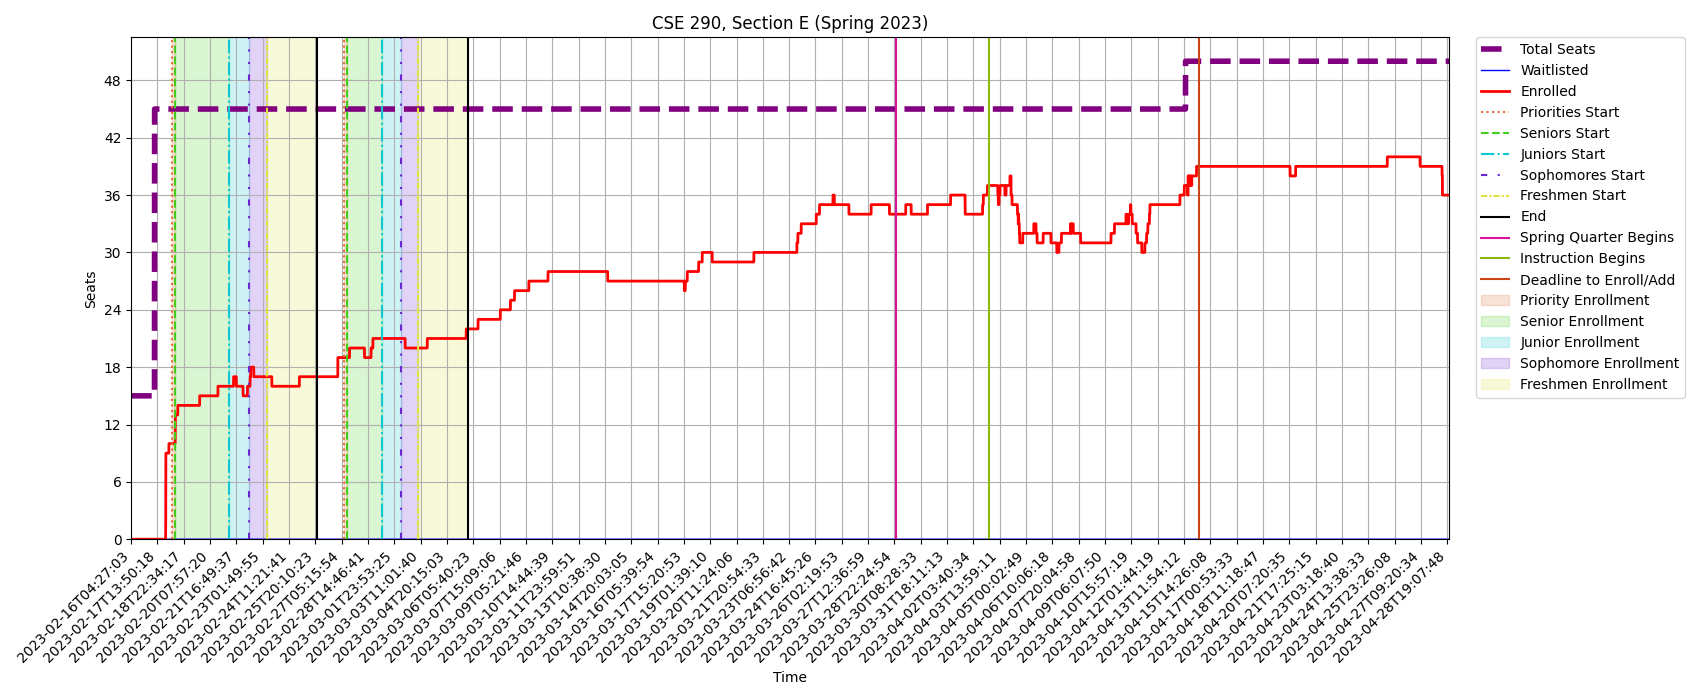 CSE 290, Section E (Spring 2023)
Seats
48
42
36
30
24
18
12
6
0
2023-02-16T04:27:03
2023-02-17T13:50:18
2023-02-18T22:34:17
2023-02-20T07:57:20
2023-02-21T16:49:37
2023-02-23T01:49:55
2023-02-24T11:21:41
2023-02-25T20:10:23
2023-02-27T05:15:54
2023-02-28T14:46:41
2023-03-01T23:53:25
2023-03-03T11:01:40
2023-03-04T20:15:03
2023-03-06T05:40:23
2023-03-07T15:09:06
2023-03-09T05:21:46
2023-03-10T14:44:39
2023-03-11T23:59:51
2023-03-13T10:38:30
2023-03-14T20:03:05
2023-03-16T05:39:54
2023-03-17T15:20:53
2023-03-19T01:39:10
2023-03-20T11:24:06
2023-03-21T20:54:33
2023-03-23T06:56:42
2023-03-24T16:45:26
2023-03-26T02:19:53
2023-03-27T12:36:59
2023-03-28T22:24:54
2023-03-30T08:28:33
2023-03-31T18:11:13
2023-04-02T03:40:34
2023-04-03T13:59:11
2023-04-05T00:02:49
2023-04-06T10:06:18
2023-04-07T20:04:58
2023-04-09T06:07:50
2023-04-10T15:57:19
2023-04-12T01:44:19
2023-04-13T11:54:12
2023-04-15T14:26:08
2023-04-17T00:53:33
2023-04-18T11:18:47
2023-04-20T07:20:35
2023-04-21T17:25:15
2023-04-24T03:18:40
2023-04-24T13:38:33
2023-04-25T23:26:08
2023-04-27T09:20:34
2023-04-28T19:07:48
Time
Total Seats
Waitlisted
Enrolled
Priorities Start
Seniors Start
Juniors Start
Sophomores Start
Freshmen Start
End
Spring Quarter Begins
Instruction Begins
Deadline to Enroll/Add
Priority Enrollment
Senior Enrollment
Junior Enrollment
Sophomore Enrollment
Freshmen Enrollment